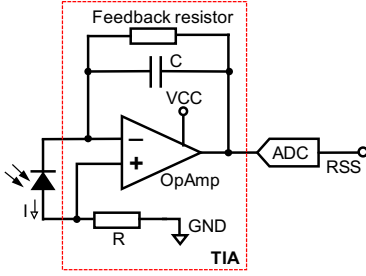 Feedback resistor
C
VCC
−
+
OpAmp
ADC
RSS
I
R
GND
TIA